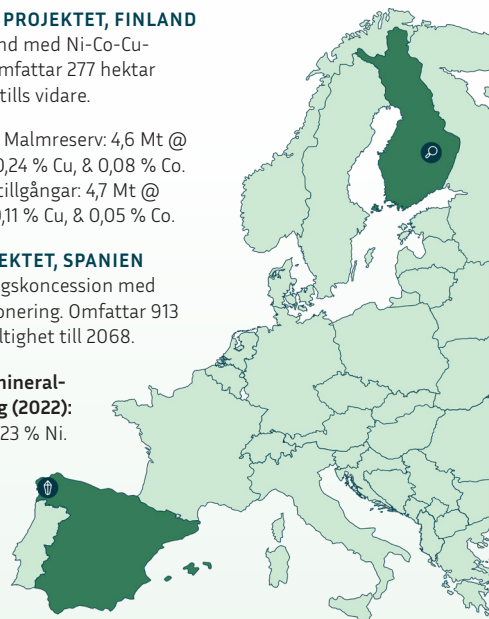 PROJEKTET, FINLAND
nd med Ni-Co-Cu-
mfattar 277 hektar
tills vidare.
Malmreserv: 4,6 Mt @
0,24 % Cu, & 0,08 % Co.
tillgångar: 4,7 Mt @
0,11 % Cu, & 0,05 % Co.
EKTET, SPANIEN
gskoncession med
onering. Omfattar 913
ltighet till 2068.
mineral-
g (2022):
23 % Ni.